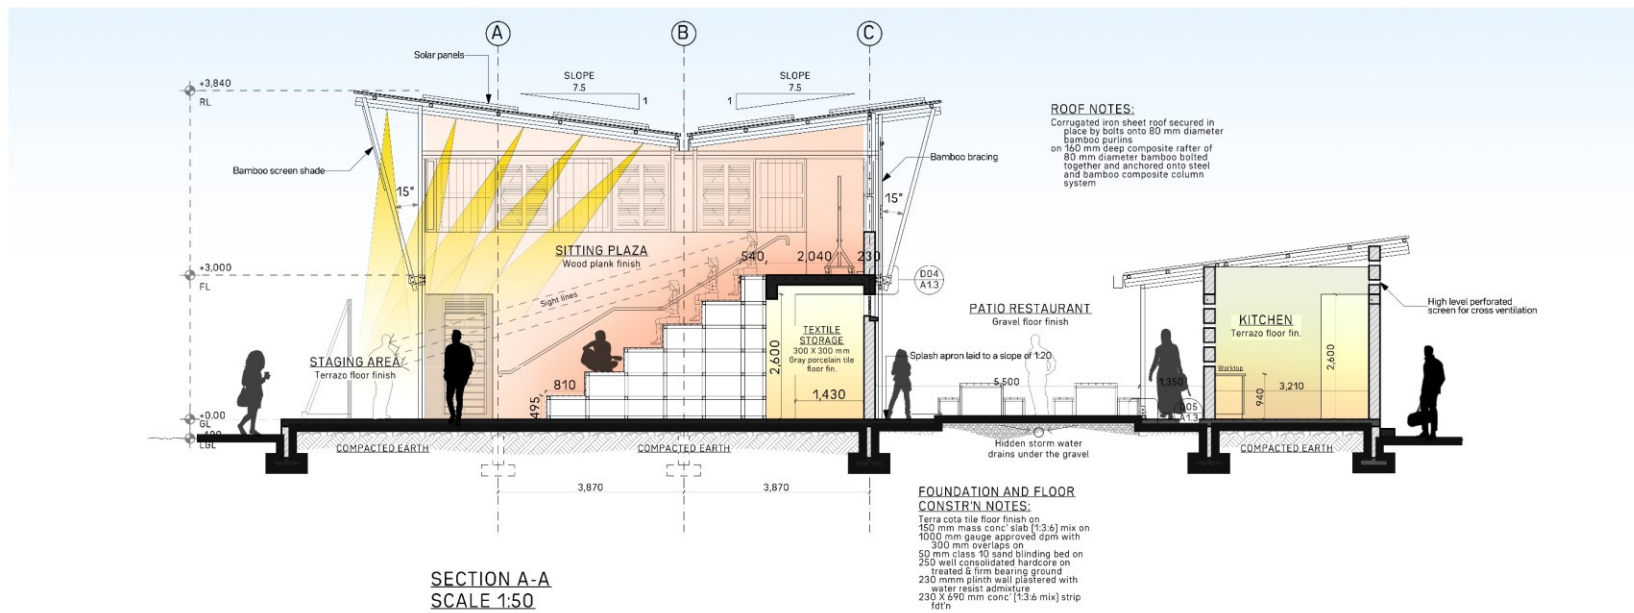 A
B
C
Solar panels
SLOPE
7.5
1
SLOPE
7.5
1
+3,840
RL
ROOF NOTES:
Corrugated iron sheet roof secured in
place by bolts onto 80 mm diameter
bamboo purlins
on 160 mm deep composite rafter of
80 mm diameter bamboo bolted
together and anchored onto steel
and bamboo composite column
system
Bamboo screen shade
Bamboo bracing
15°
15°
SITTING PLAZA
Wood plank finish
540
2,040
230
+3,000
FL
D04
A1.3
Sight lines
PATIO RESTAURANT
Gravel floor finish
High level perforated
screen for cross ventilation
KITCHEN
Terrazo floor fin.
TEXTILE
STORAGE
300 X 300 mm
Gray porcelain tile
floor fin.
2,600
1,430
STAGING AREA
Terrazo floor finish
Splash apron laid to a slope of 1:20
5,500
1,350
Worktop
940
3,210
2,600
810
495
D05
A1.3
+0.00
GL
LGL
COMPACTED EARTH
COMPACTED EARTH
Hidden storm water
drains under the gravel
COMPACTED EARTH
3,870
3,870
FOUNDATION AND FLOOR
CONSTR'N NOTES:
Terra cota tile floor finish on
150 mm mass conc' slab [1:3:6] mix on
1000 mm gauge approved dpm with
300 mm overlaps on
50 mm class 10 sand blinding bed on
250 well consolidated hardcore on
treated & firm bearing ground
230 mmm plinth wall plastered with
water resist admixture
230 X 690 mm conc' [1:3:6 mix] strip
fdt'n
SECTION A-A
SCALE 1:50